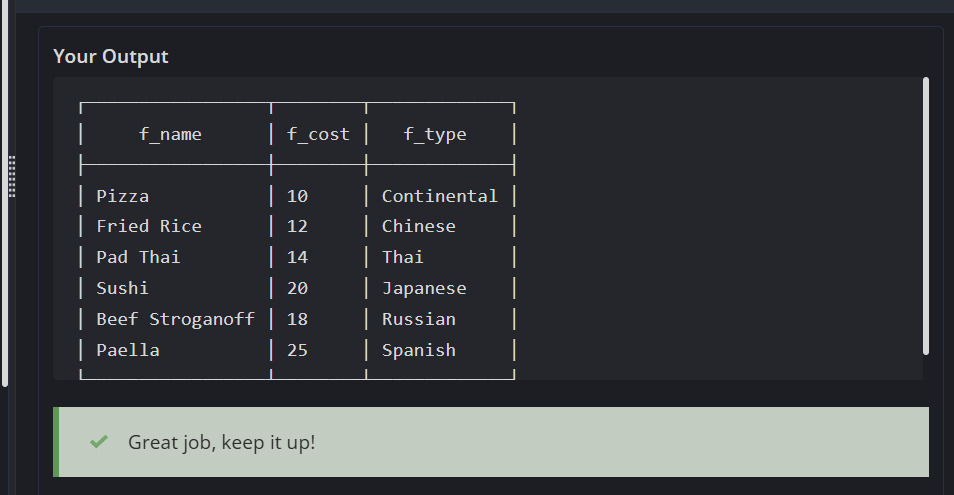 Your Output
f_name f_cost f_type
Pizza 10 Continental
Fried Rice 12 Chinese
Pad Thai 14 Thai
Sushi 20 Japanese
Beef Stroganoff 18 Russian
Paella 25 Spanish
Great job, keep it up!